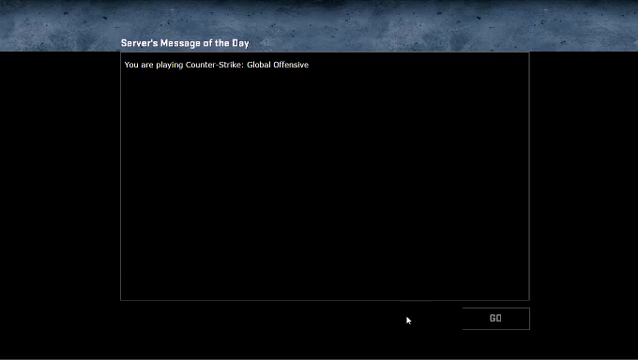 Server's Message of the Day
You are playing Counter-Strike: Global Offensive
GO